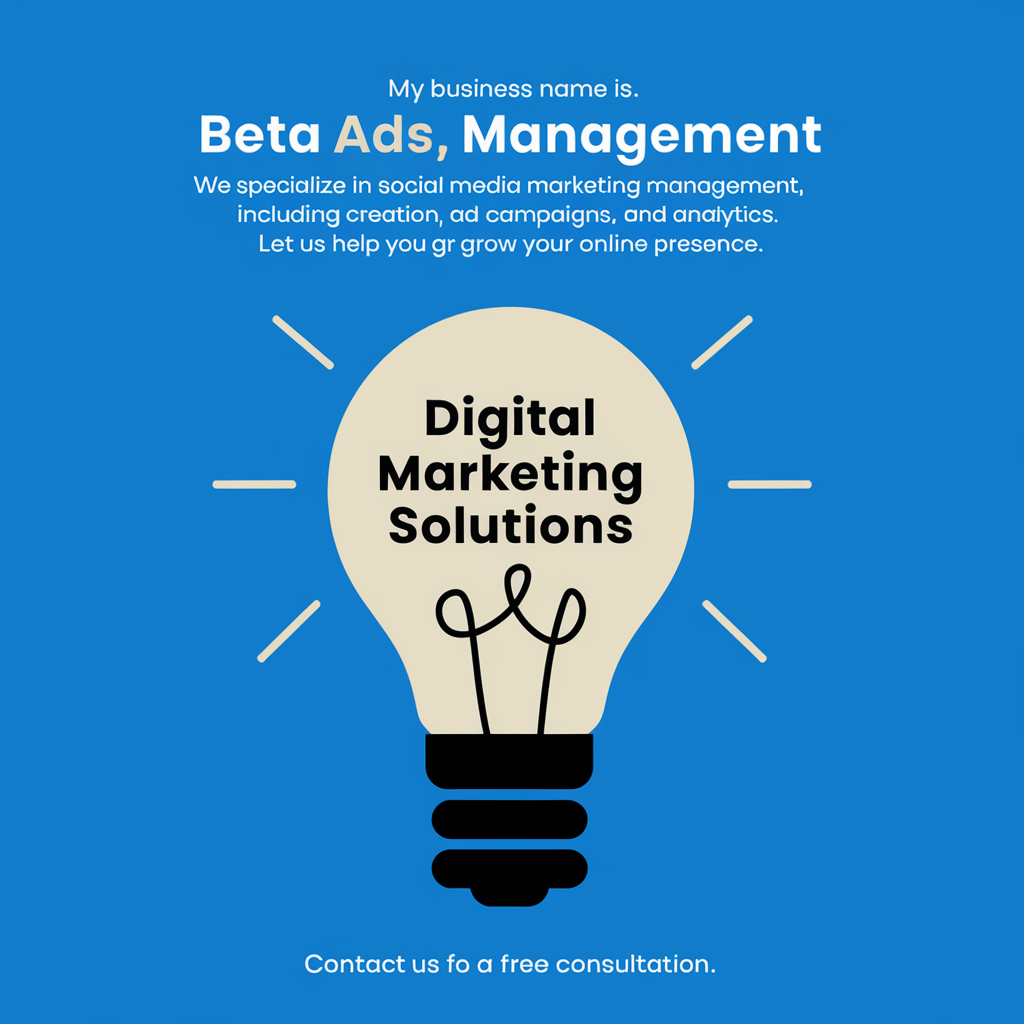 My business name is.
Beta Ads, Management
We specialize in social media marketing management,
including creation, ad campaigns, and analytics.
Let us help you gr grow your online presence.
Digital
Marketing
Solutions
Contact us fo a free consultation.